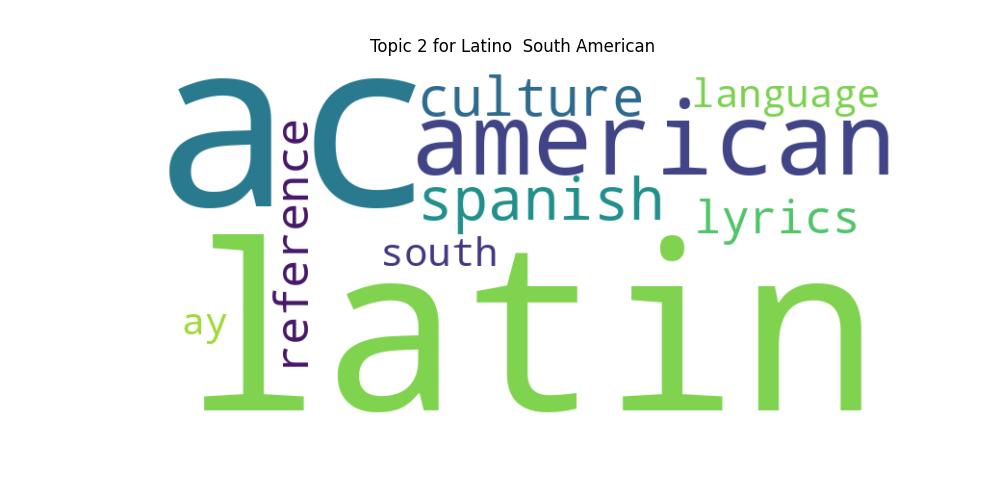 Topic 2 for Latino  South American
ac
culture
language
american
reference
spanish
lyrics
south
ay
latin